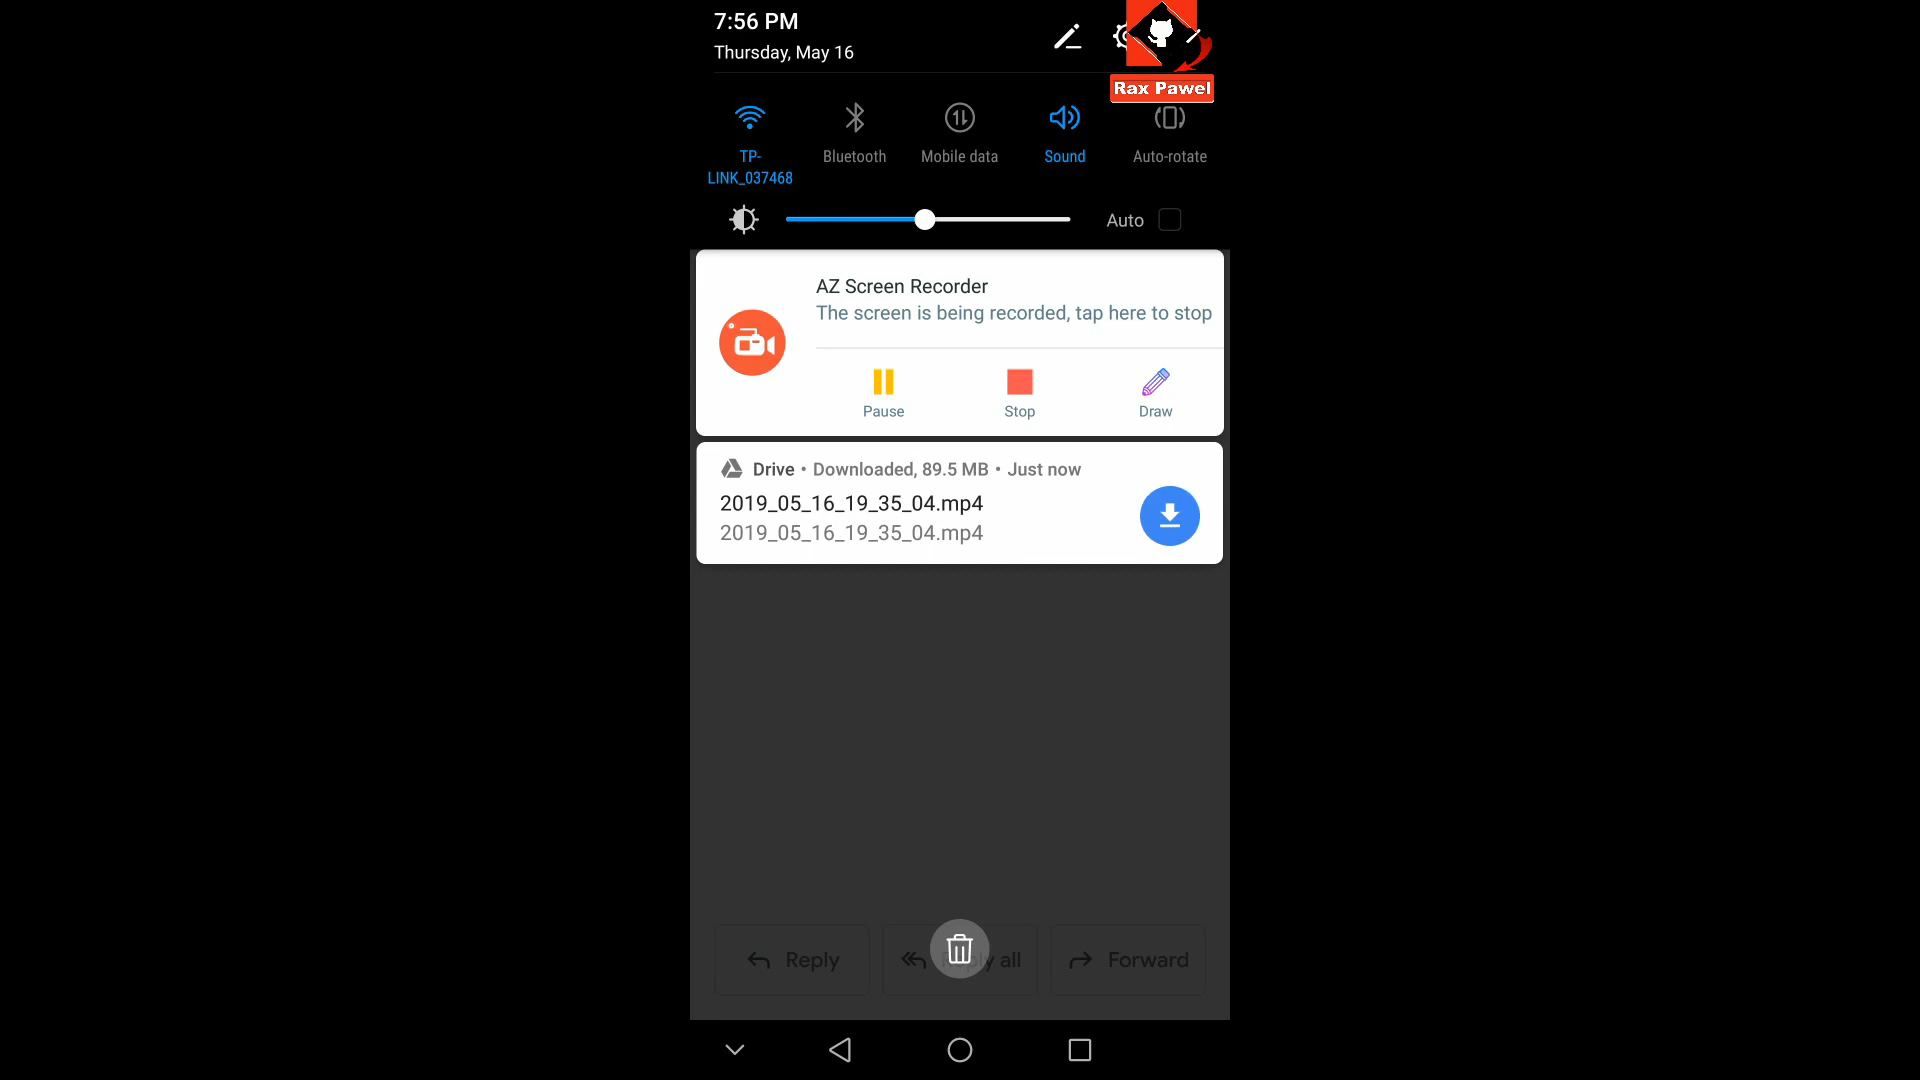 7:56 PM
Thursday, May 16
Rax Pawel
TP-
LINK_037468
Bluetooth
Mobile data
Sound
Auto-rotate
Auto
AZ Screen Recorder
The screen is being recorded, tap here to stop
Pause
Stop
Draw
Drive • Downloaded, 89.5 MB • Just now
2019_05_16_19_35_04.mp4
2019_05_16_19_35_04.mp4
Reply
Reply all
Forward